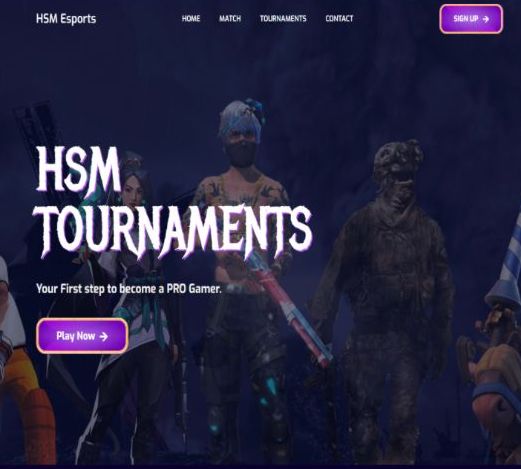 HSM Esports
HOME MATCH TOURNAMENTS CONTACT
SIGN UP →
HSM
TOURNAMENTS
Your First step to become a PRO Gamer.
Play Now →